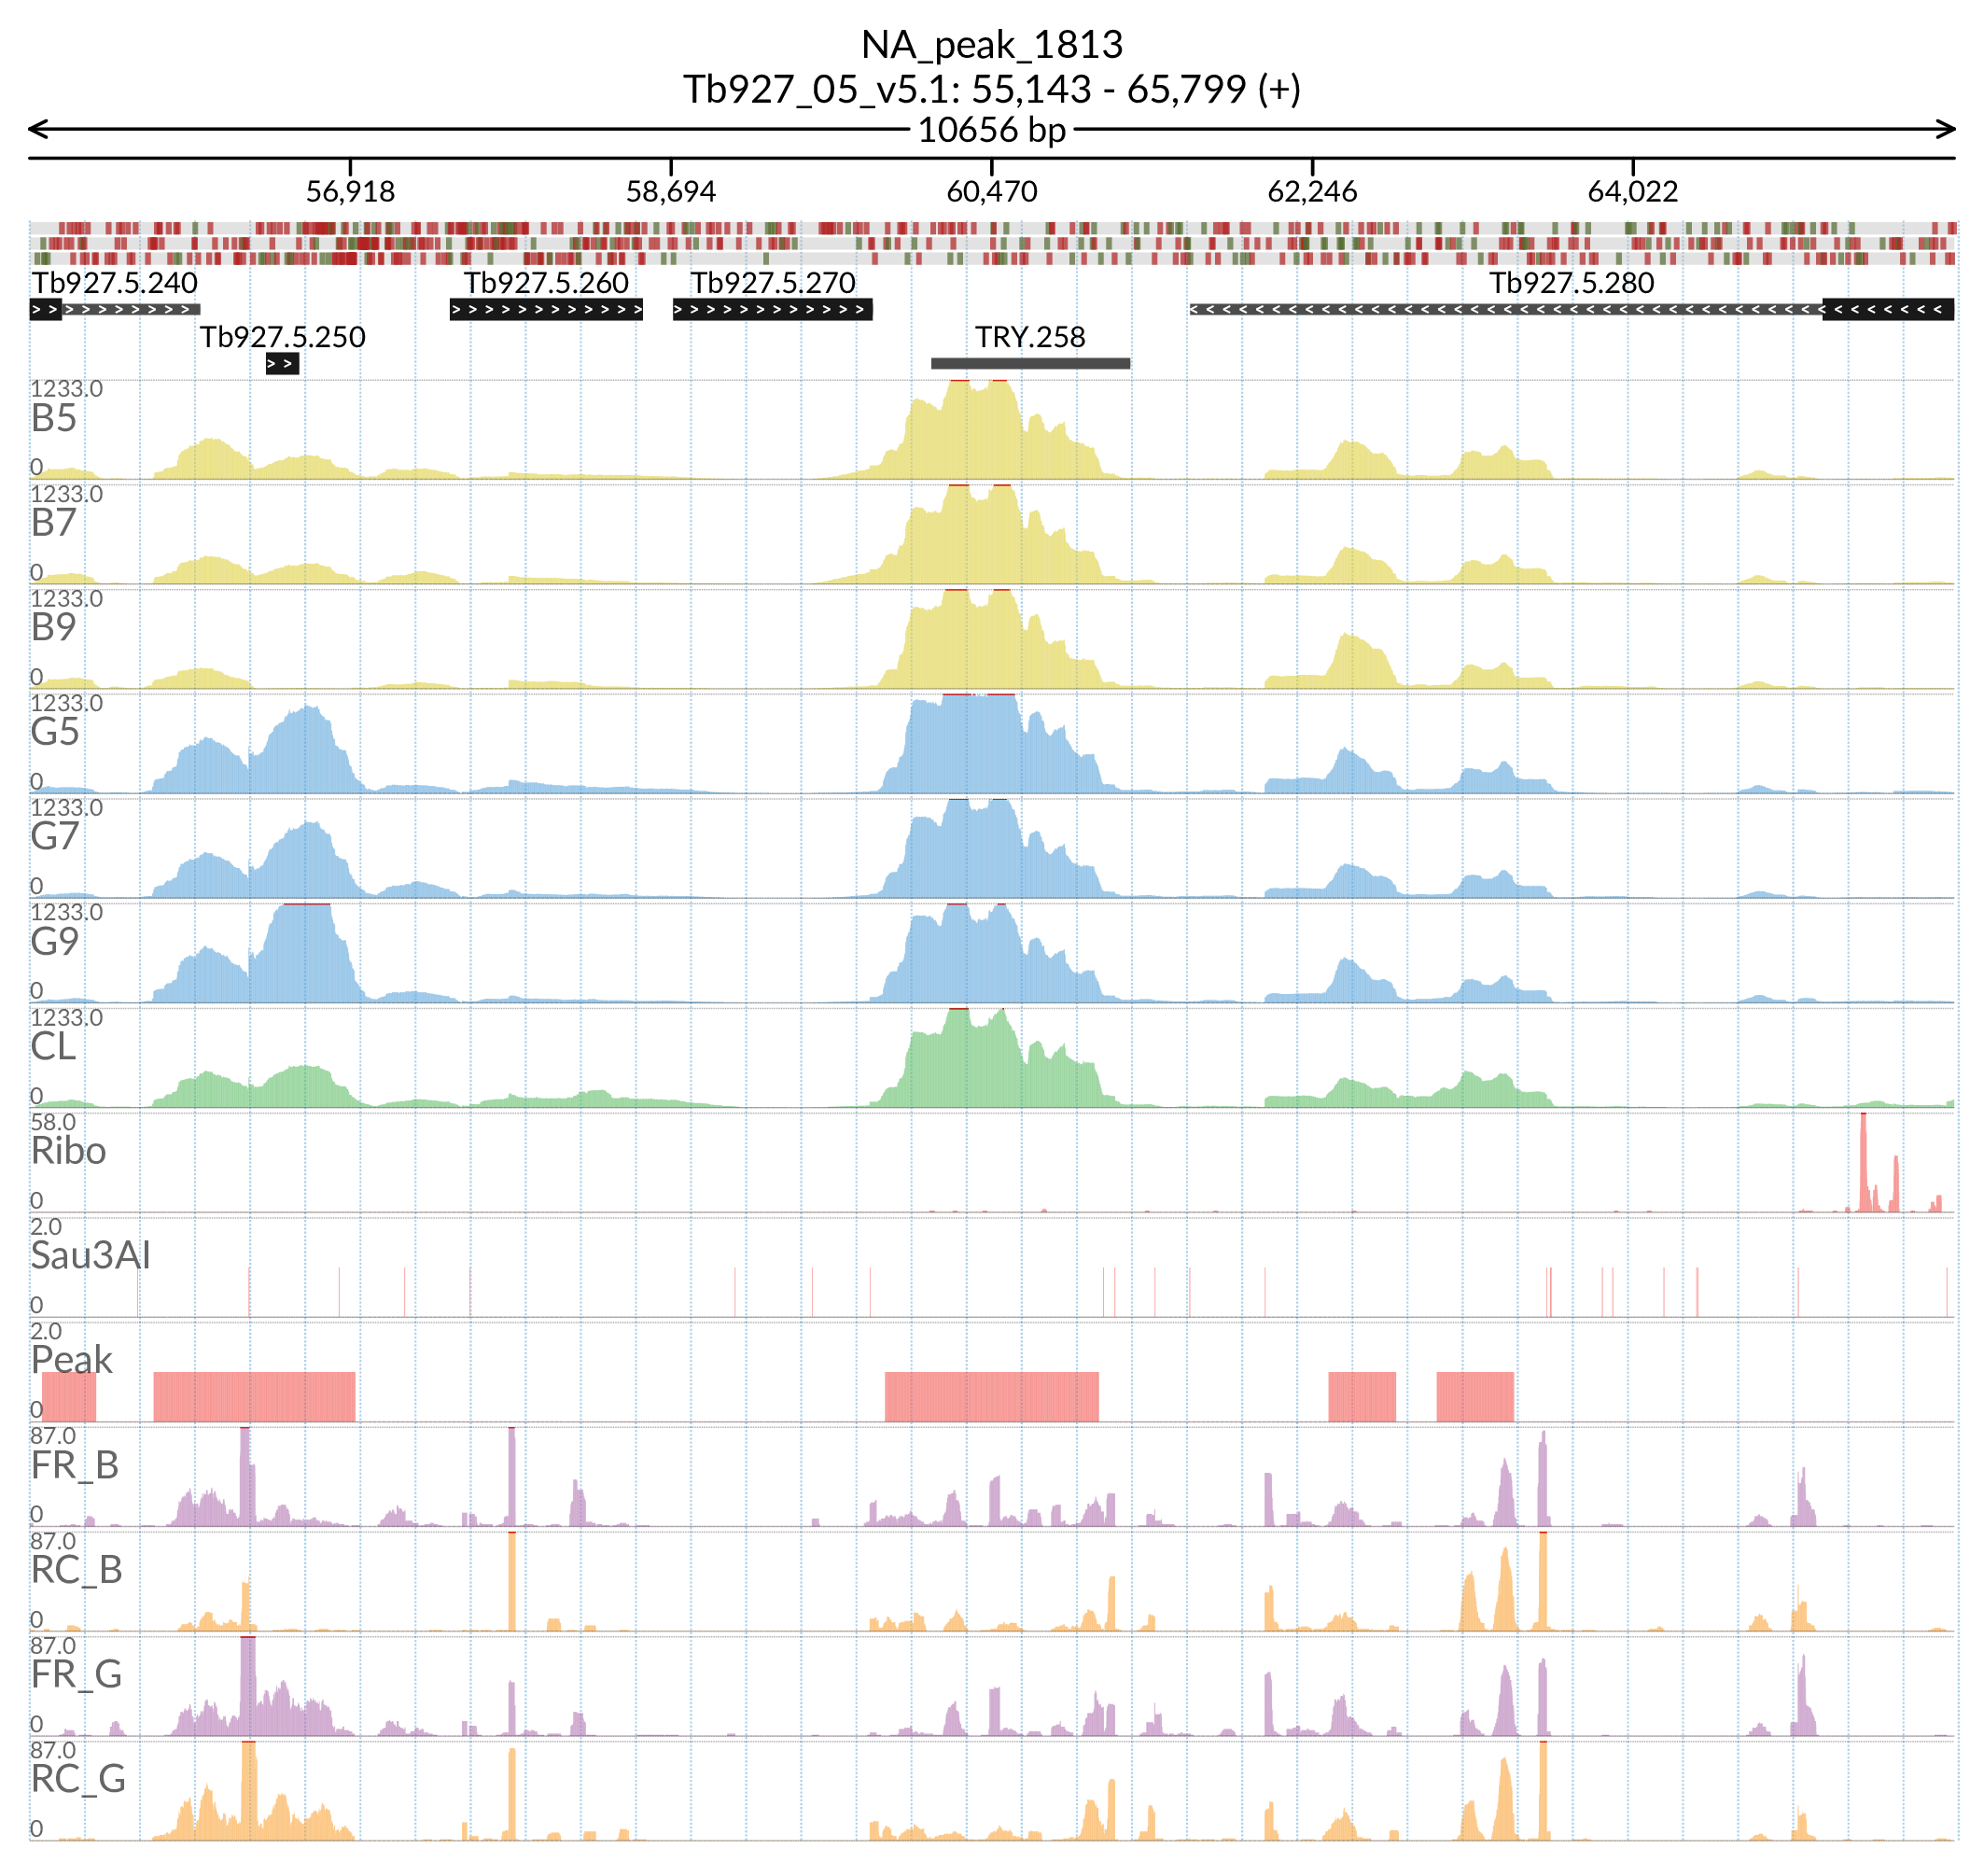 NA_peak_1813
Tb927_05_v5.1: 55,143 - 65,799 (+)
10656 bp
56,918 58,694 60,470 62,246 64,022
Tb927.5.240 Tb927.5.260 Tb927.5.270 Tb927.5.280
Tb927.5.250 TRY.258
1233.0
B5
0
1233.0
B7
0
1233.0
B9
0
1233.0
G5
0
1233.0
G7
0
1233.0
G9
0
1233.0
CL
0
58.0
Ribo
0
2.0
Sau3AI
0
2.0
Peak
0
87.0
FR_B
0
87.0
RC_B
0
87.0
FR_G
0
87.0
RC_G
0